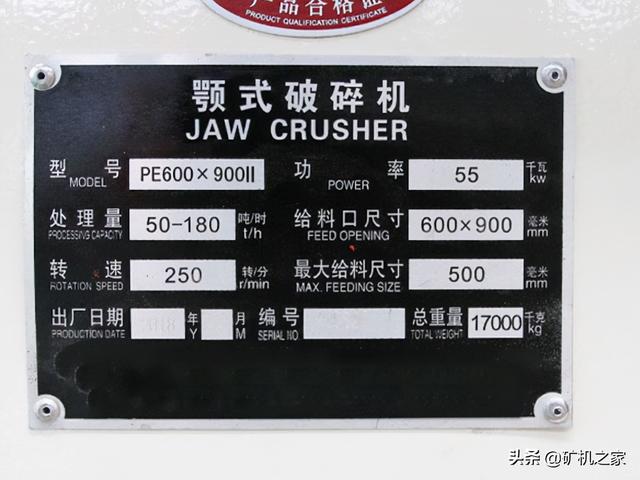 产品合格证
PRODUCT QUALIFICATION CERTIFICATE
颚式破碎机
JAW CRUSHER
型号 MODEL PE600×900II 功率 POWER 55 千瓦 kw
处理量 PROCESSING CAPACITY 50-180 吨/时 t/h 给料口尺寸 FEED OPENING 600×900 毫米 mm
转速 ROTATION SPEED 250 转/分 r/min 最大给料尺寸 MAX. FEEDING SIZE 500 毫米 mm
出厂日期 PRODUCTION DATE 年 Y 月 M 编号 SERIAL NO 总重量 TOTAL WEIGHT 17000 千克 kg
头条 @矿机之家